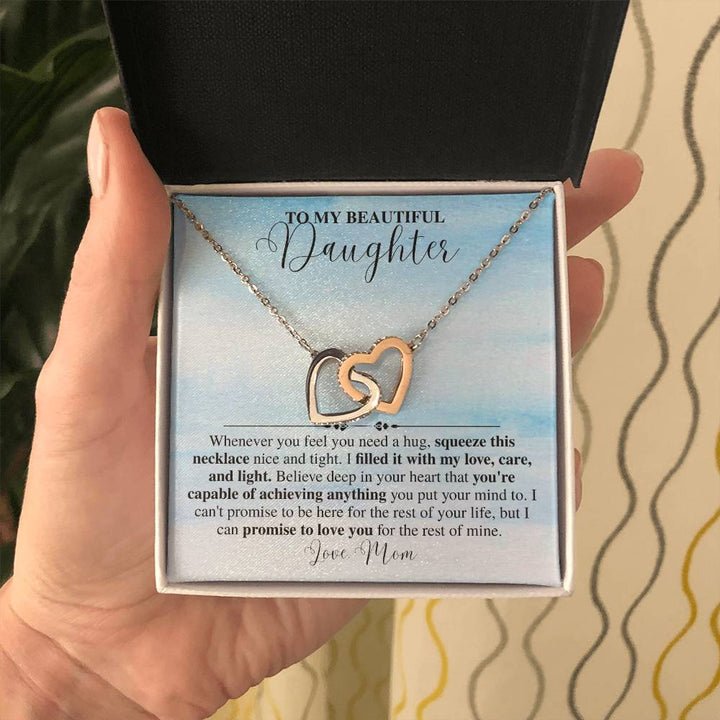 TO MY BEAUTIFUL
Daughter
Whenever you feel you need a hug, squeeze this
necklace nice and tight. I filled it with my love, care,
and light. Believe deep in your heart that you're
capable of achieving anything you put your mind to. I
can't promise to be here for the rest of your life, but I
can promise to love you for the rest of mine.
Love Mom